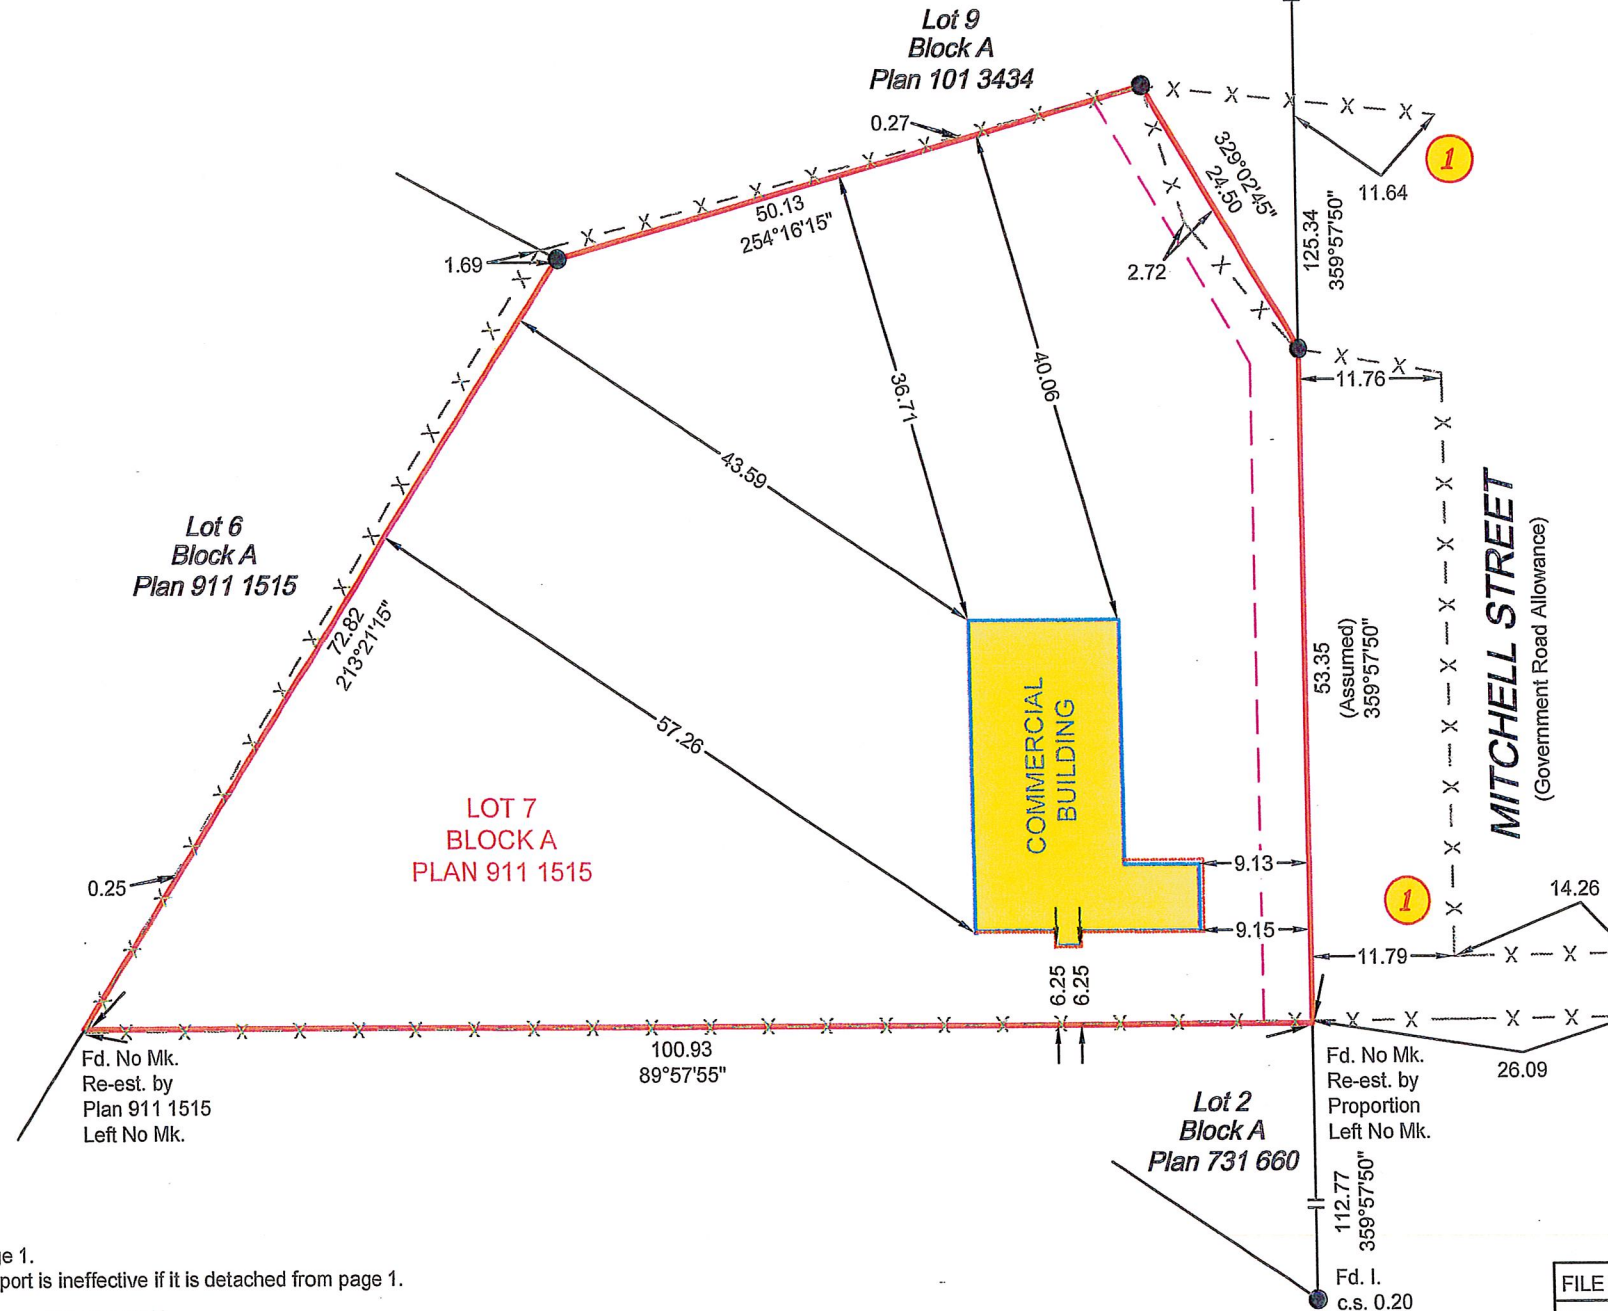 Lot 9
Block A
Plan 101 3434
0.27
1
11.64
329°02'45"
24.50
125.34
359°57'50"
50.13
254°16'15"
1.69
2.72
11.76
36.71
40.06
43.59
Lot 6
Block A
Plan 911 1515
72.82
213°21'15"
57.26
MITCHELL STREET
(Government Road Allowance)
53.35
(Assumed)
359°57'50"
COMMERCIAL
BUILDING
LOT 7
BLOCK A
PLAN 911 1515
0.25
9.13
1
14.26
9.15
11.79
6.25
6.25
100.93
89°57'55"
26.09
Fd. No Mk.
Re-est. by
Plan 911 1515
Left No Mk.
Fd. No Mk.
Re-est. by
Proportion
Left No Mk.
Lot 2
Block A
Plan 731 660
112.77
359°57'50"
ge 1.
port is ineffective if it is detached from page 1.
Fd. I.
c.s. 0.20
FILE